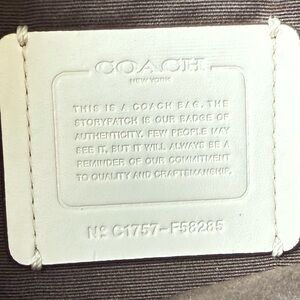 COACH
NEW YORK
THIS IS A COACH BAG. THE
STORYPATCH IS OUR BADGE OF
AUTHENTICITY. FEW PEOPLE MAY
SEE IT, BUT IT WILL ALWAYS BE A
REMINDER OF OUR COMMITMENT
TO QUALITY AND CRAFTSMANSHIP.
Nº C1757-F58285